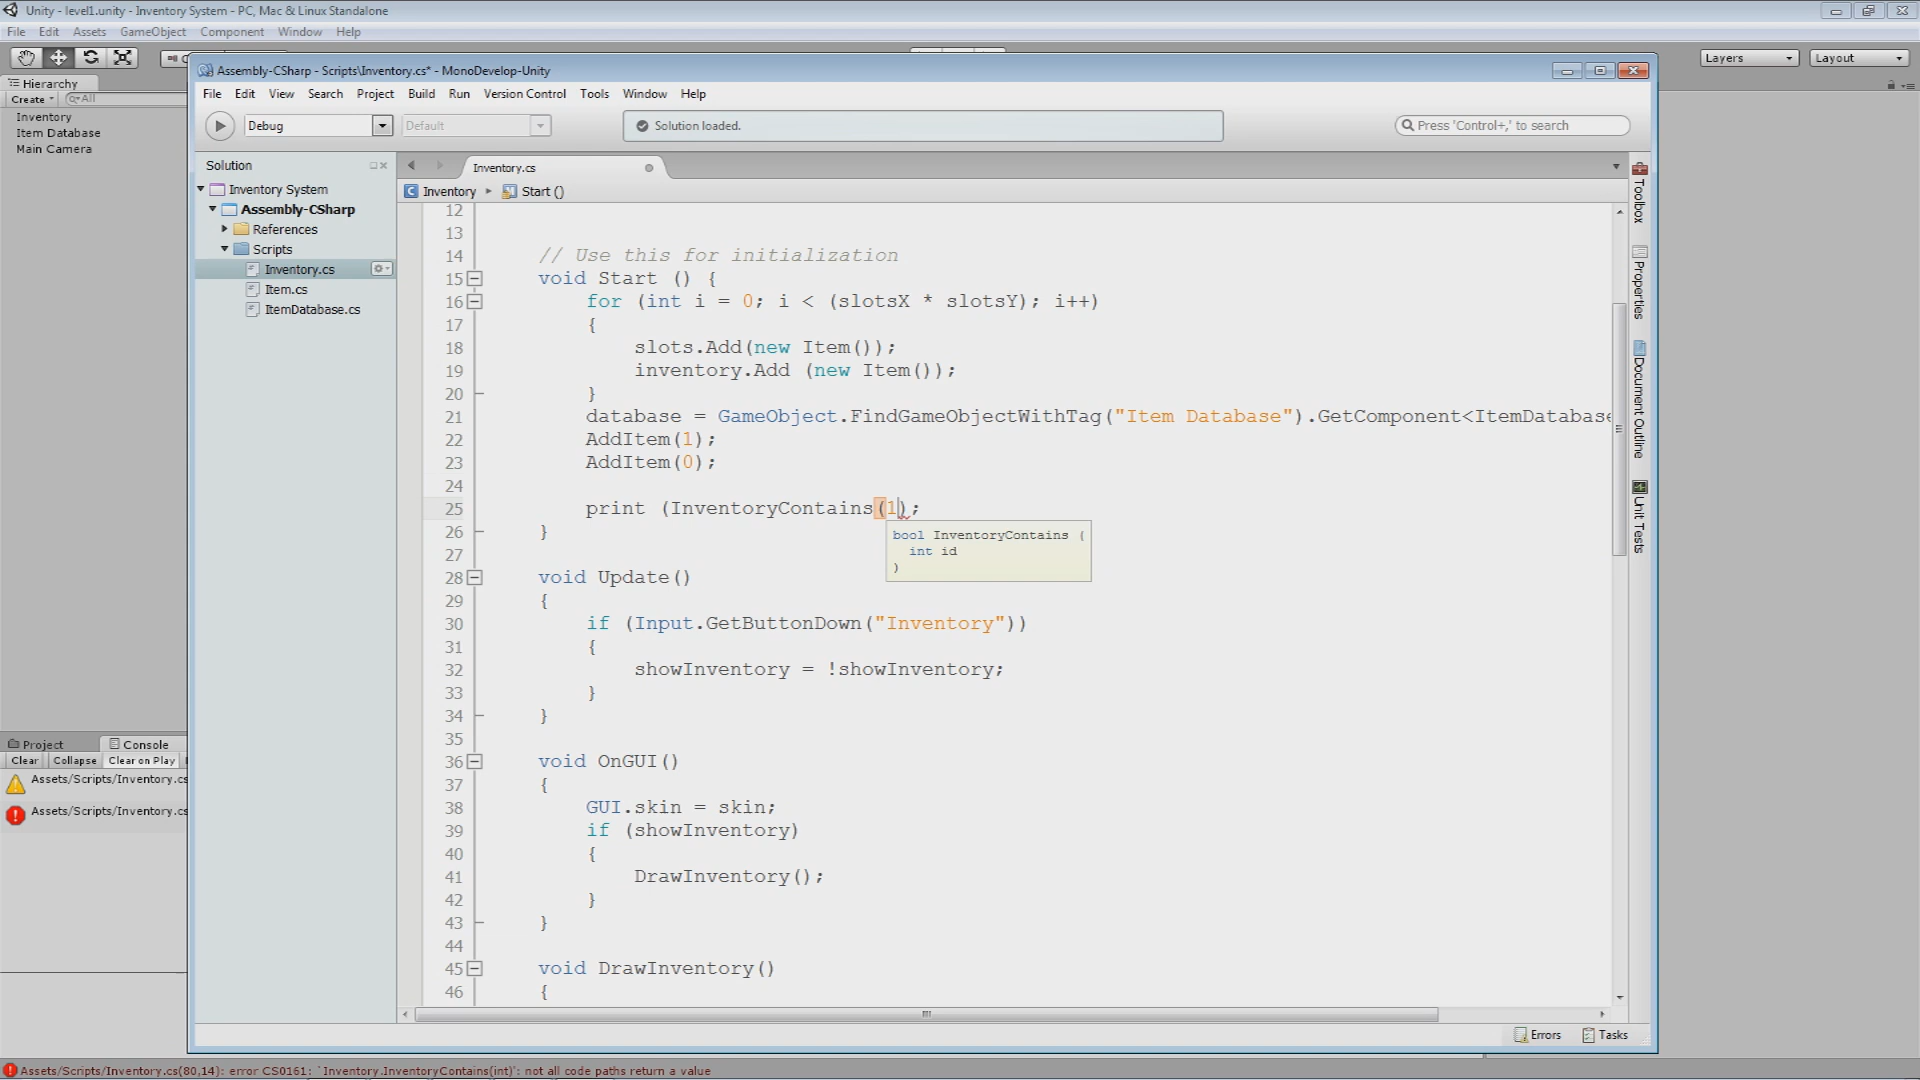 Unity - level1.unity - Inventory System - PC, Mac & Linux Standalone
File Edit Assets GameObject Component Window Help
Layers Layout
Hierarchy
Create All
Inventory
Item Database
Main Camera
Project Console
Clear Collapse Clear on Play
Assets/Scripts/Inventory.cs
Assets/Scripts/Inventory.cs
Assembly-CSharp - Scripts\Inventory.cs* - MonoDevelop-Unity
File Edit View Search Project Build Run Version Control Tools Window Help
Debug Default Solution loaded. Press 'Control+,' to search
Solution
Inventory System
Assembly-CSharp
References
Scripts
Inventory.cs
Item.cs
ItemDatabase.cs
Inventory.cs
Inventory Start ()
12
13
14 // Use this for initialization
15 void Start () {
16 for (int i = 0; i < (slotsX * slotsY); i++)
17 {
18 slots.Add(new Item());
19 inventory.Add (new Item());
20 }
21 database = GameObject.FindGameObjectWithTag("Item Database").GetComponent<ItemDatabase
22 AddItem(1);
23 AddItem(0);
24
25 print (InventoryContains(1);
26 }
bool InventoryContains (
int id
)
27
28 void Update()
29 {
30 if (Input.GetButtonDown("Inventory"))
31 {
32 showInventory = !showInventory;
33 }
34 }
35
36 void OnGUI()
37 {
38 GUI.skin = skin;
39 if (showInventory)
40 {
41 DrawInventory();
42 }
43 }
44
45 void DrawInventory()
46 {
Toolbox
Properties
Document Outline
Unit Tests
Errors Tasks
Assets/Scripts/Inventory.cs(80,14): error CS0161: `Inventory.InventoryContains(int)': not all code paths return a value